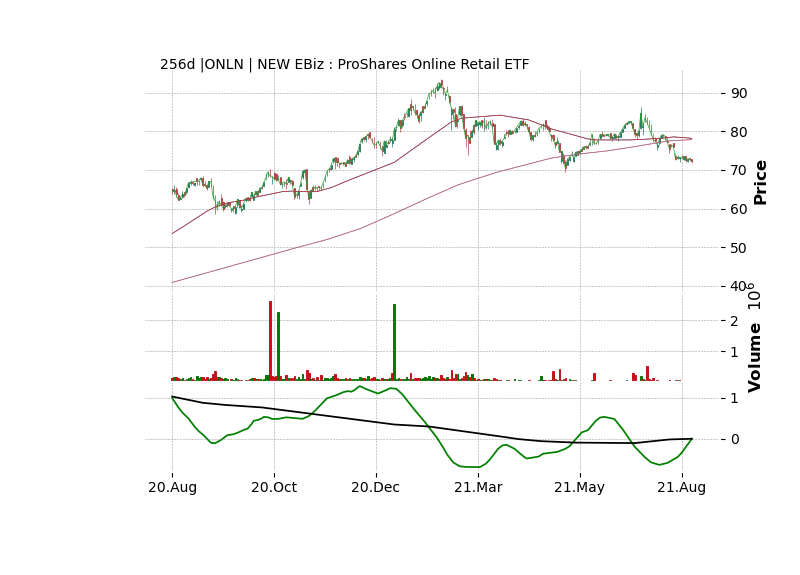 256d |ONLN | NEW EBiz : ProShares Online Retail ETF
90
80
70
60
50
40
Price
10⁶
2
1
Volume
1
0
20.Aug 20.Oct 20.Dec 21.Mar 21.May 21.Aug